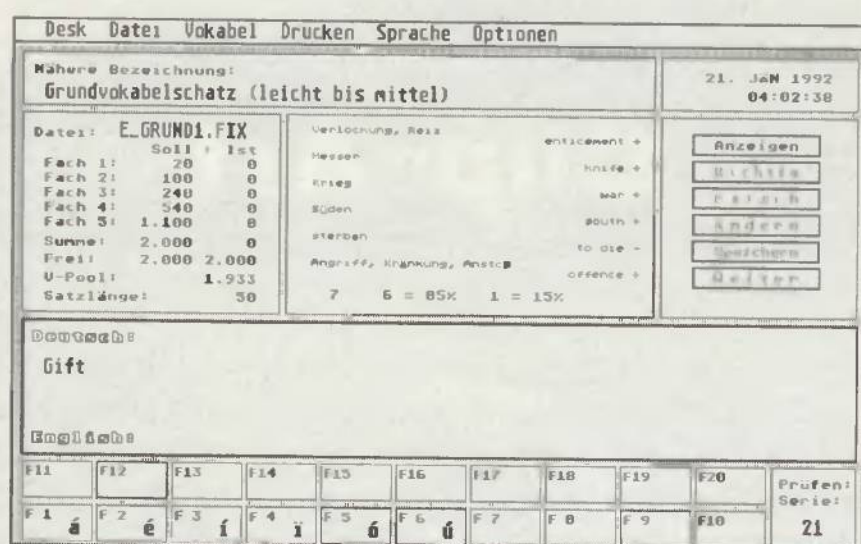 Desk Datei Vokabel Drucken Sprache Optionen
Nähere Bezeichnung:
Grundvokabelschatz (leicht bis mittel)
21. JAN 1992
04:02:38
Datei: E_GRUND1.FIX
Soll : Ist
Fach 1: 20 0
Fach 2: 100 0
Fach 3: 240 0
Fach 4: 540 0
Fach 5: 1.100 0
Summe: 2.000 0
Frei: 2.000 2.000
V-Pool: 1.933
Satzlänge: 50
Verlockung, Reiz
enticement +
Messer
knife +
Krieg
war +
Süden
south +
sterben
to die -
Angriff, Kränkung, Anstoß
offence +
7 6 = 85% 1 = 15%
Anzeigen
Richtig
Falsch
Ändern
Speichern
Weiter
Deutsch:
Gift
Englisch:
F11 F12 F13 F14 F15 F16 F17 F18 F19 F20
F 1 á F 2 é F 3 í F 4 ï F 5 ó F 6 ú F 7 F 8 F 9 F10
Prüfen:
Serie:
21